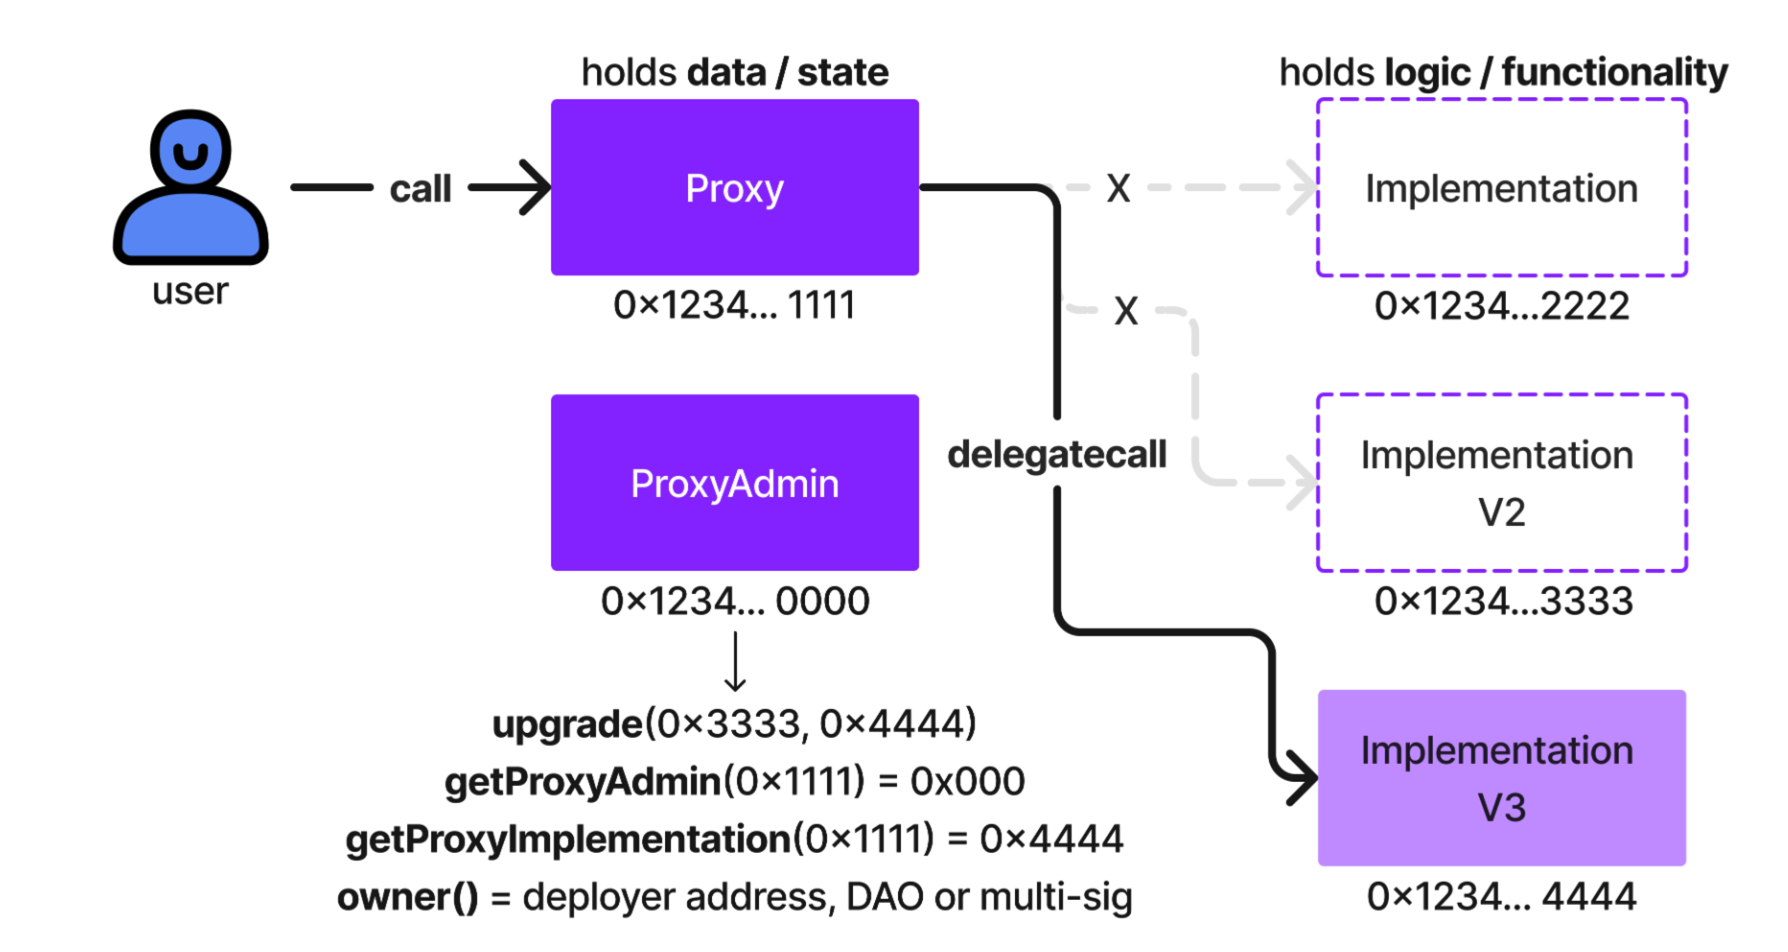 holds data / state
holds logic / functionality
call
Proxy
X
Implementation
user
0×1234... 1111
X
0×1234...2222
ProxyAdmin
delegatecall
Implementation
V2
0×1234... 0000
0×1234...3333
upgrade(0×3333, 0×4444)
getProxyAdmin(0×1111) = 0x000
getProxyImplementation(0×1111) = 0×4444
owner() = deployer address, DAO or multi-sig
Implementation
V3
0×1234... 4444